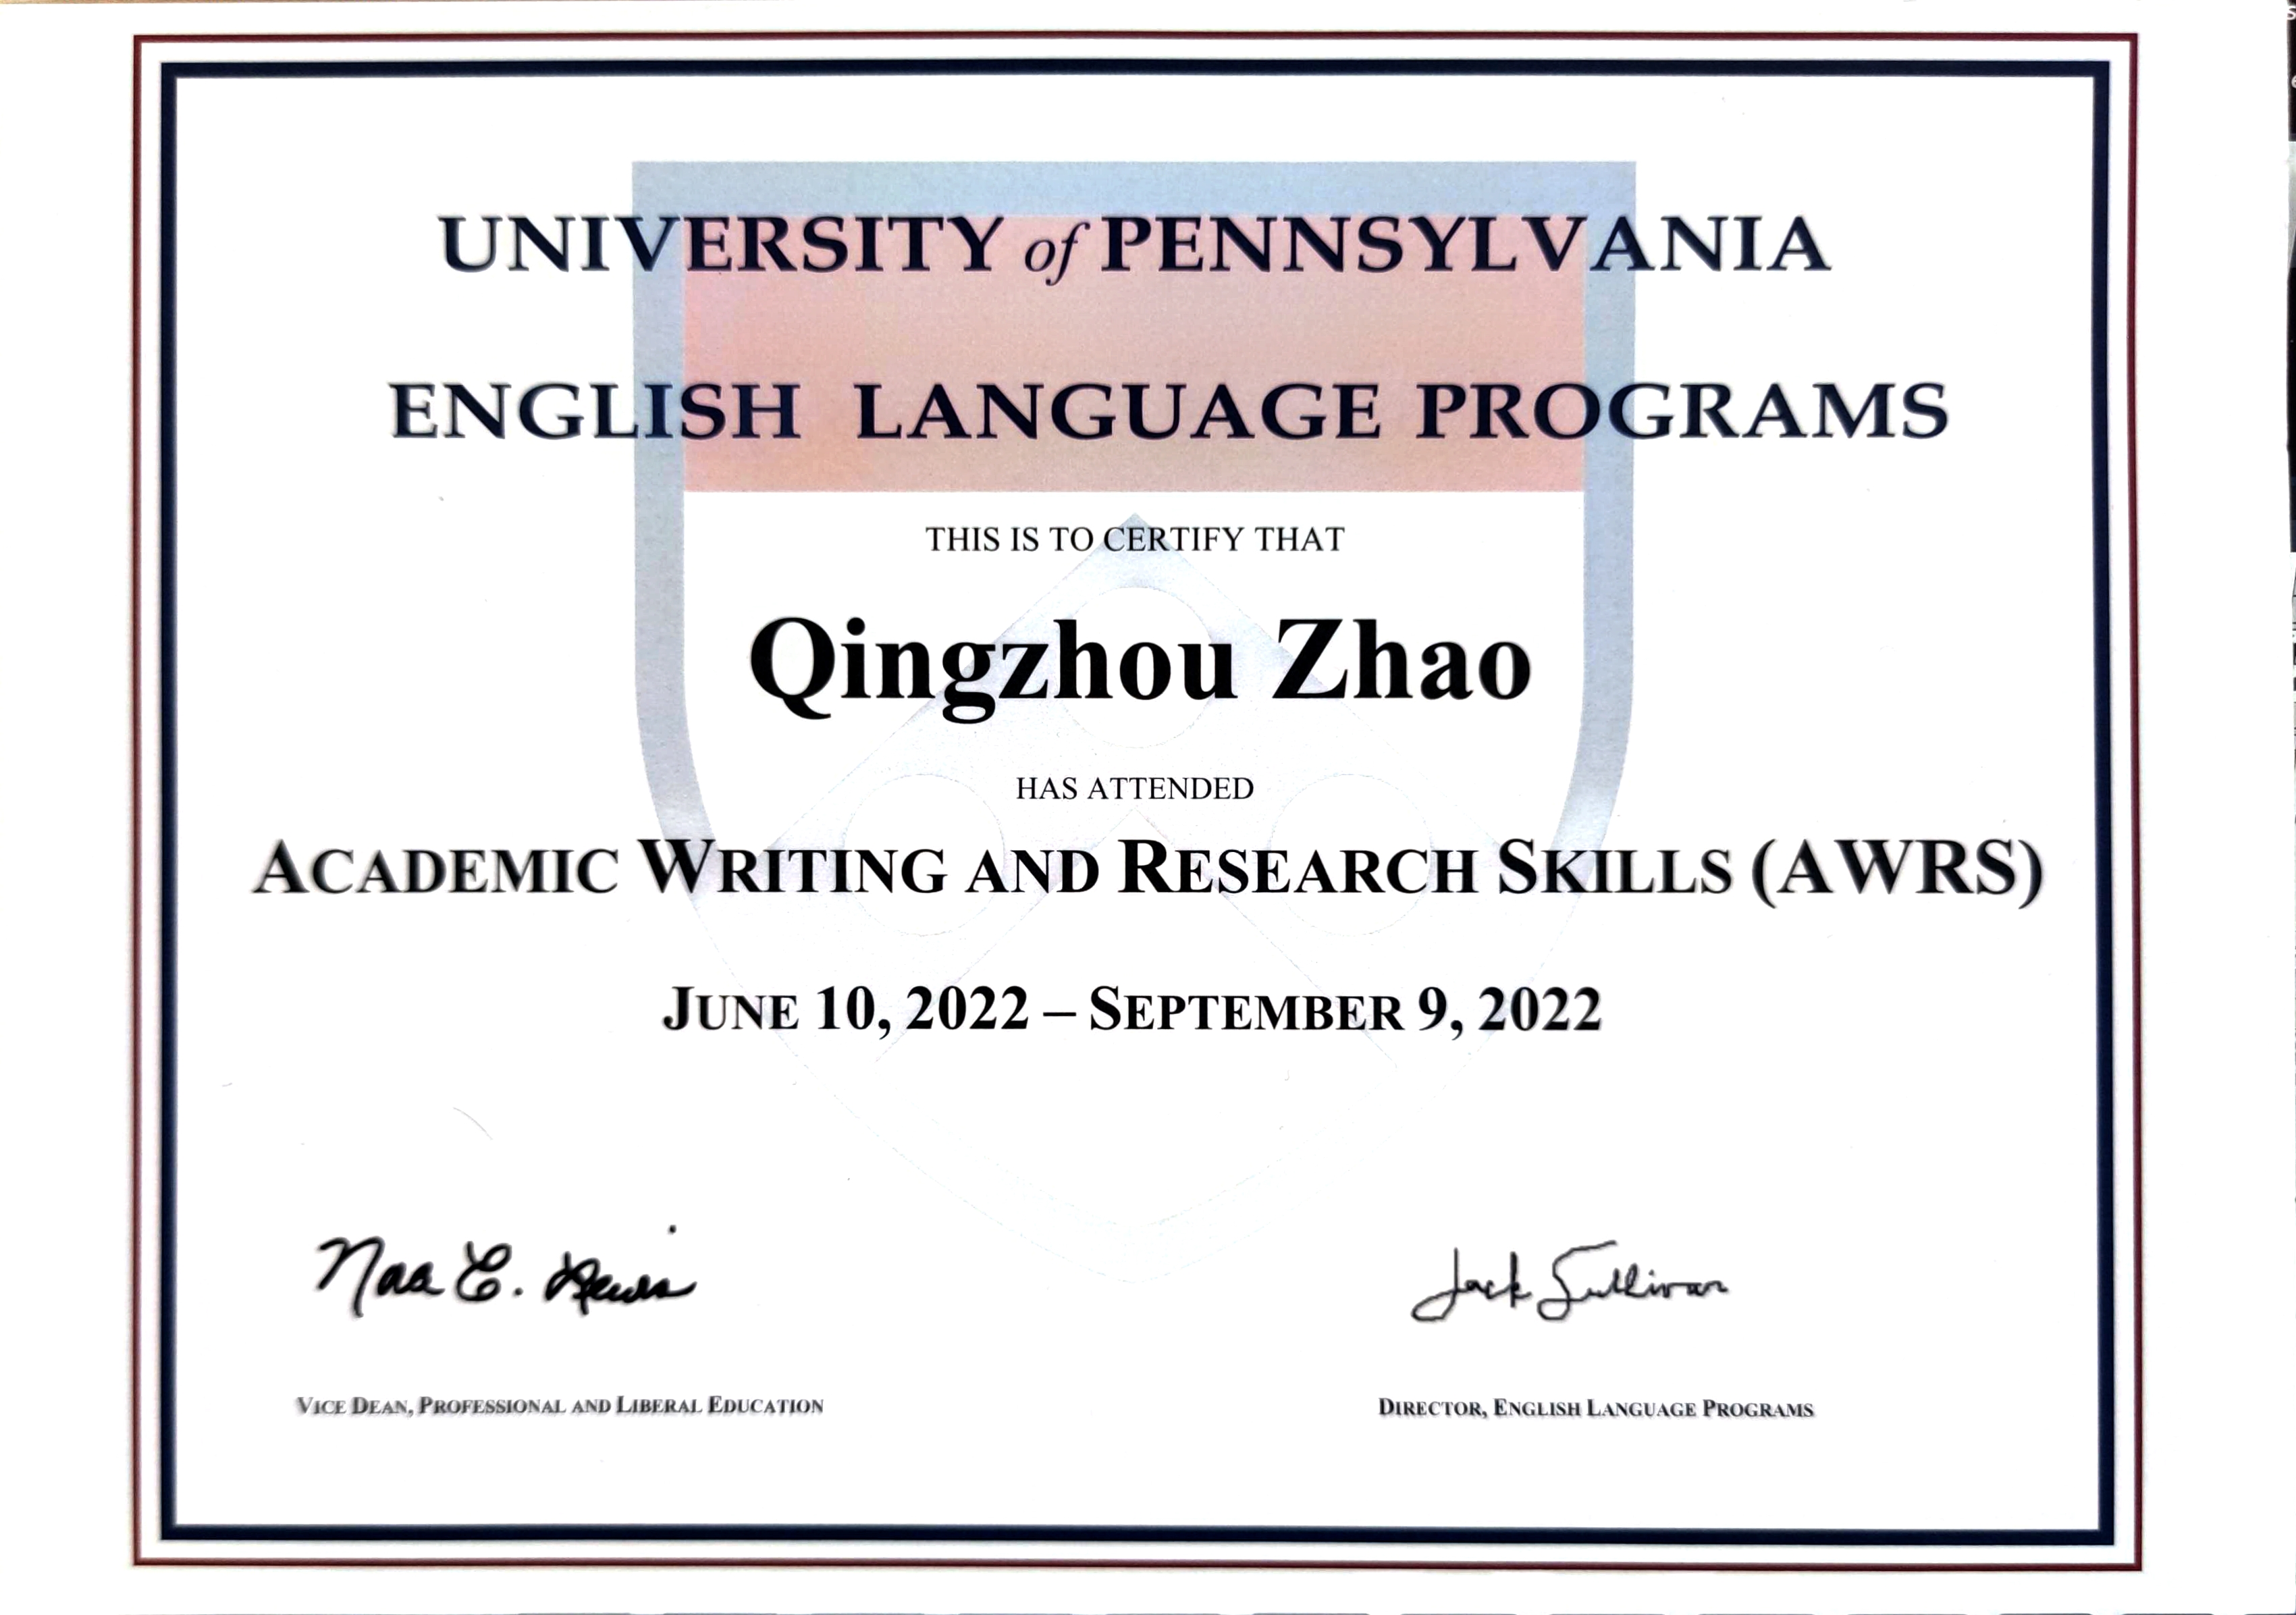 UNIVERSITY of PENNSYLVANIA
ENGLISH LANGUAGE PROGRAMS
THIS IS TO CERTIFY THAT
Qingzhou Zhao
HAS ATTENDED
ACADEMIC WRITING AND RESEARCH SKILLS (AWRS)
JUNE 10, 2022 – SEPTEMBER 9, 2022
E. Jack Sullivan
VICE DEAN, PROFESSIONAL AND LIBERAL EDUCATION DIRECTOR, ENGLISH LANGUAGE PROGRAMS